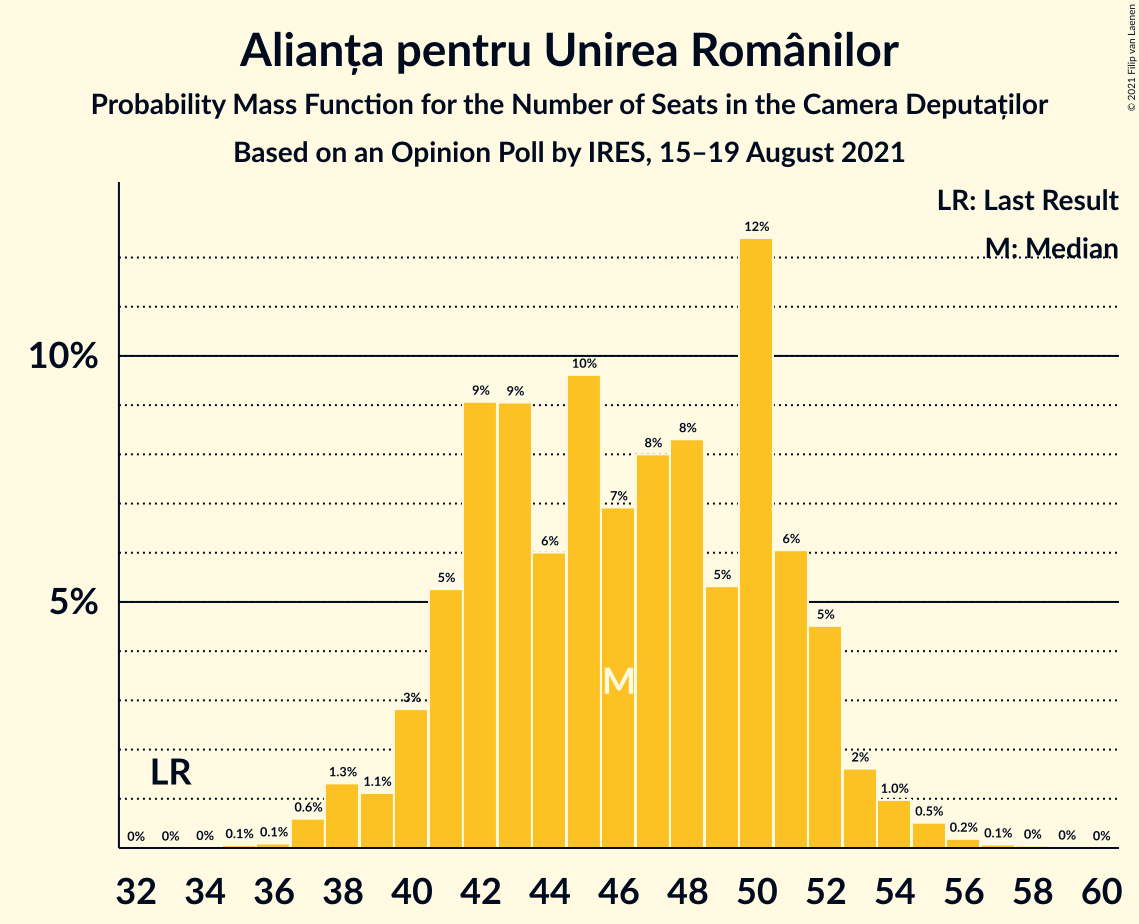 Alianța pentru Unirea Românilor
Probability Mass Function for the Number of Seats in the Camera Deputaților
Based on an Opinion Poll by IRES, 15–19 August 2021
© 2021 Filip van Laenen
LR: Last Result
M: Median
10%
5%
0% 0% 0% 0.1% 0.1% 0.6% 1.3% 1.1% 3% 5% 9% 9% 6% 10% 7% 8% 8% 5% 12% 6% 5% 2% 1.0% 0.5% 0.2% 0.1% 0% 0% 0%
LR
M
32 34 36 38 40 42 44 46 48 50 52 54 56 58 60